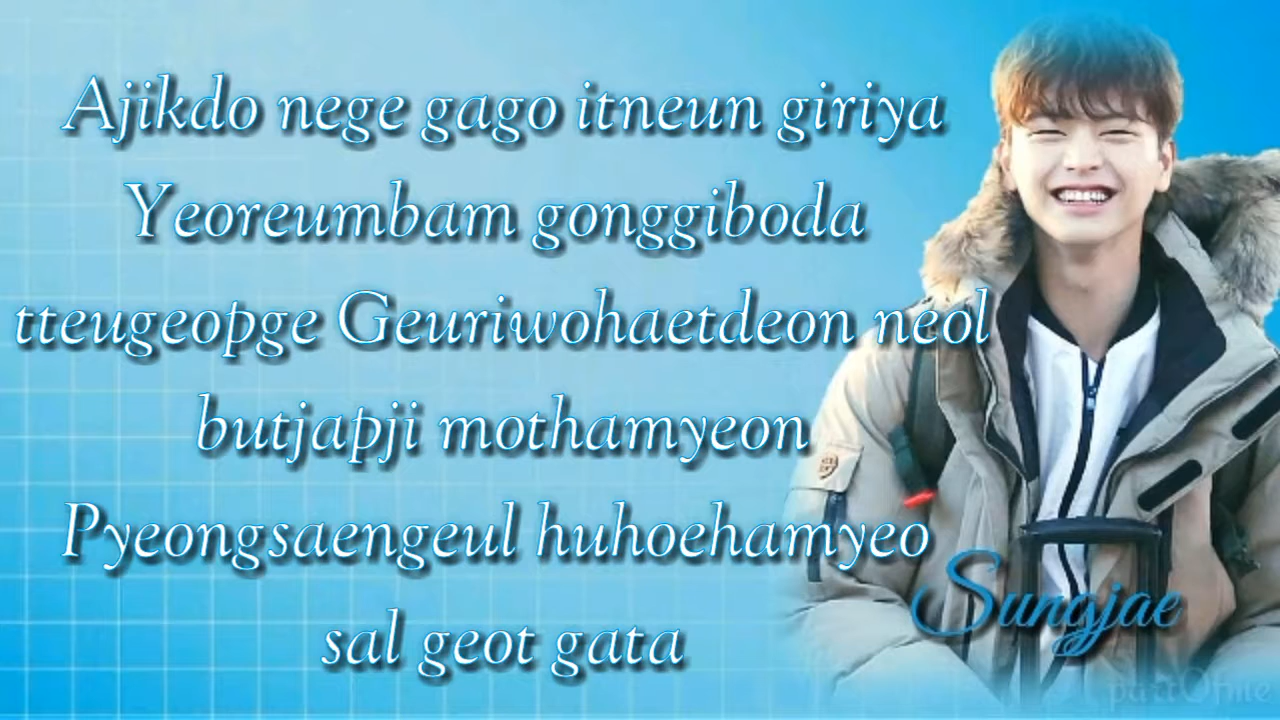 Ajikdo nege gago itneun giriya
Yeoreumbam gonggiboda
tteugeopge Geuriwohaetdeon neol
butjapji mothamyeon
Pyeongsaengeul huhoehamyeo
sal geot gata
Sungjae